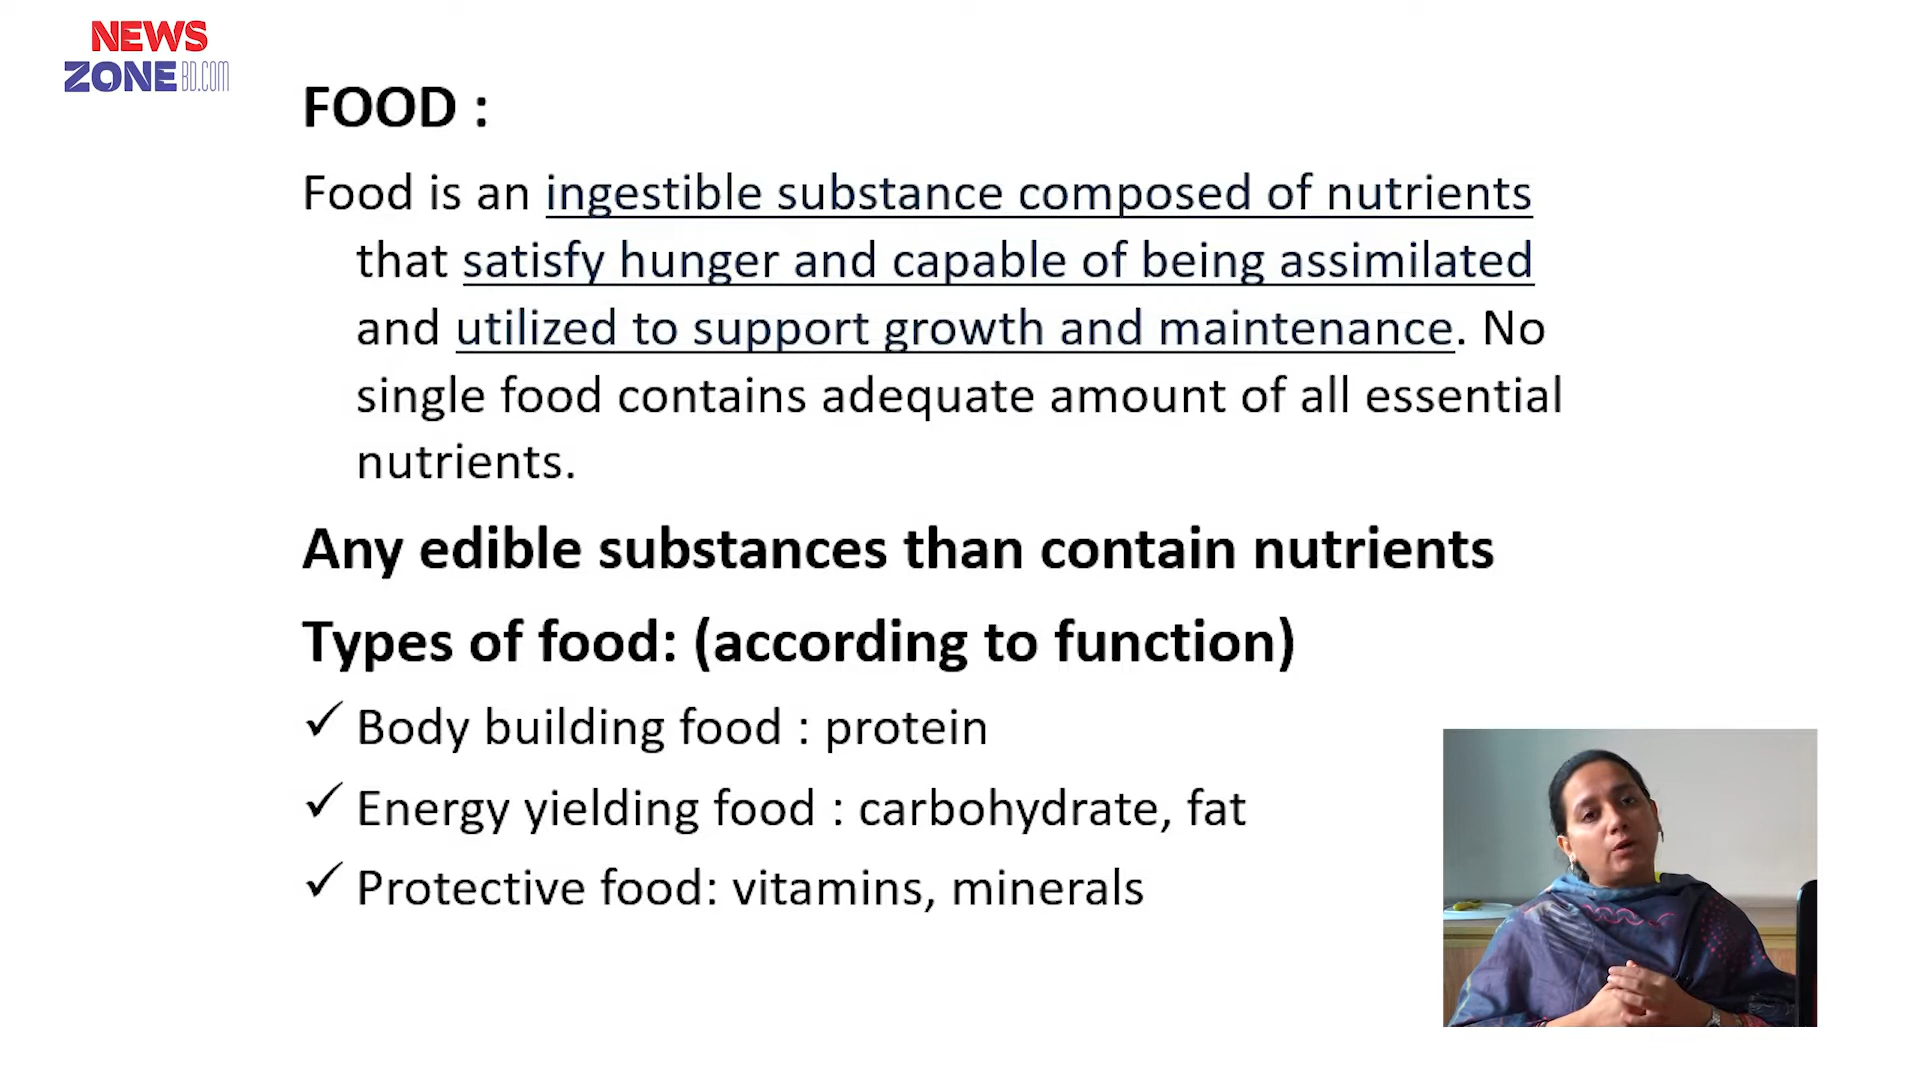 NEWS
ZONE BD.COM
FOOD :
Food is an ingestible substance composed of nutrients
that satisfy hunger and capable of being assimilated
and utilized to support growth and maintenance. No
single food contains adequate amount of all essential
nutrients.
Any edible substances than contain nutrients
Types of food: (according to function)
✓ Body building food : protein
✓ Energy yielding food : carbohydrate, fat
✓ Protective food: vitamins, minerals